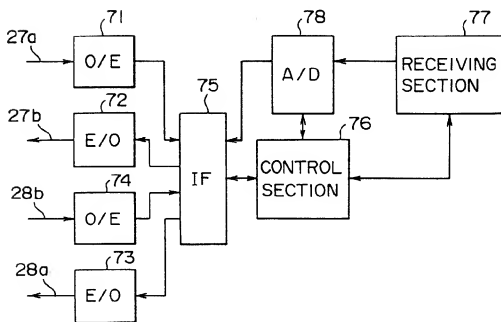 71
27a
O/E
72
27b
E/O
74
28b
O/E
73
28a
E/O
75
IF
78
A/D
76
CONTROL
SECTION
77
RECEIVING
SECTION